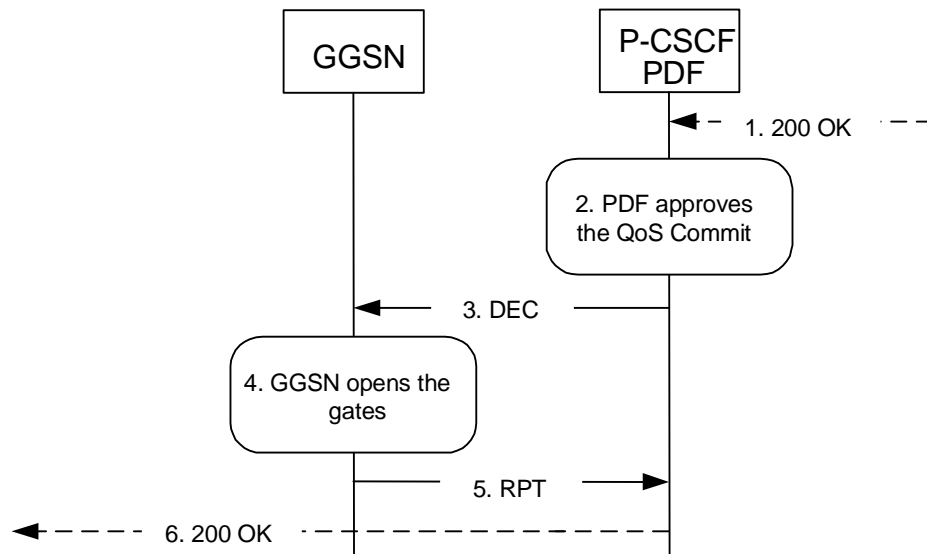 GGSN
P-CSCF
PDF
1. 200 OK
2. PDF approves
the QoS Commit
3. DEC
4. GGSN opens the
gates
5. RPT
6. 200 OK